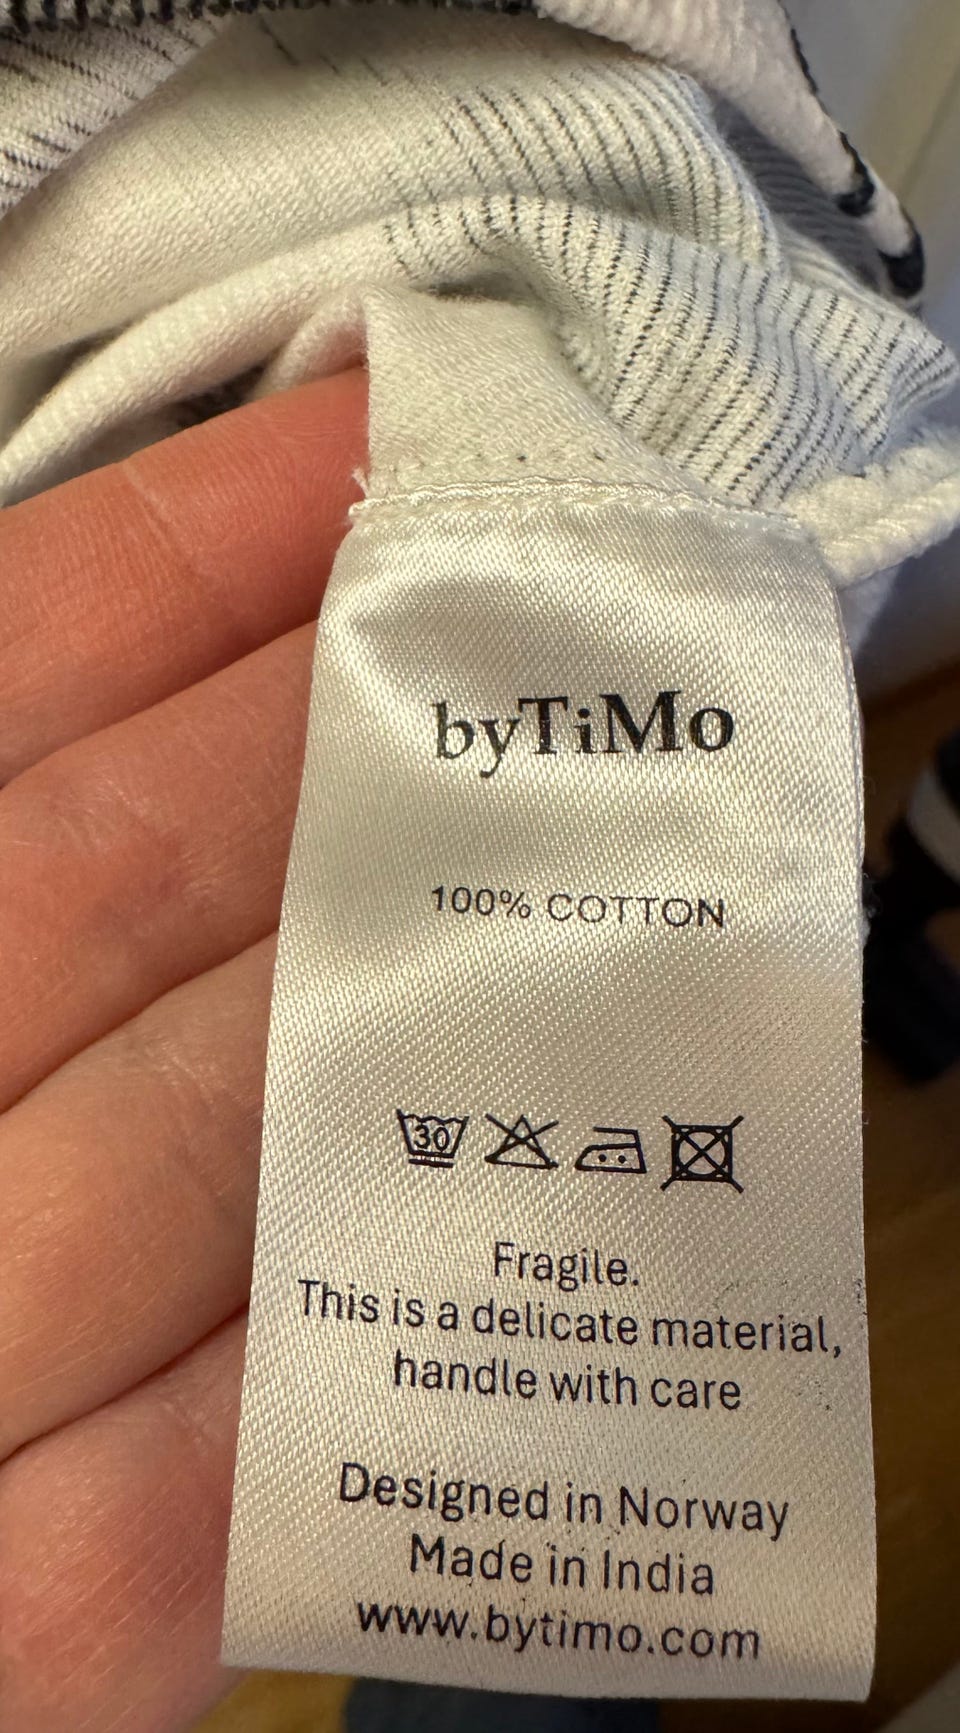 byTiMo
100% COTTON
30
Fragile.
This is a delicate material,
handle with care
Designed in Norway
Made in India
www.bytimo.com